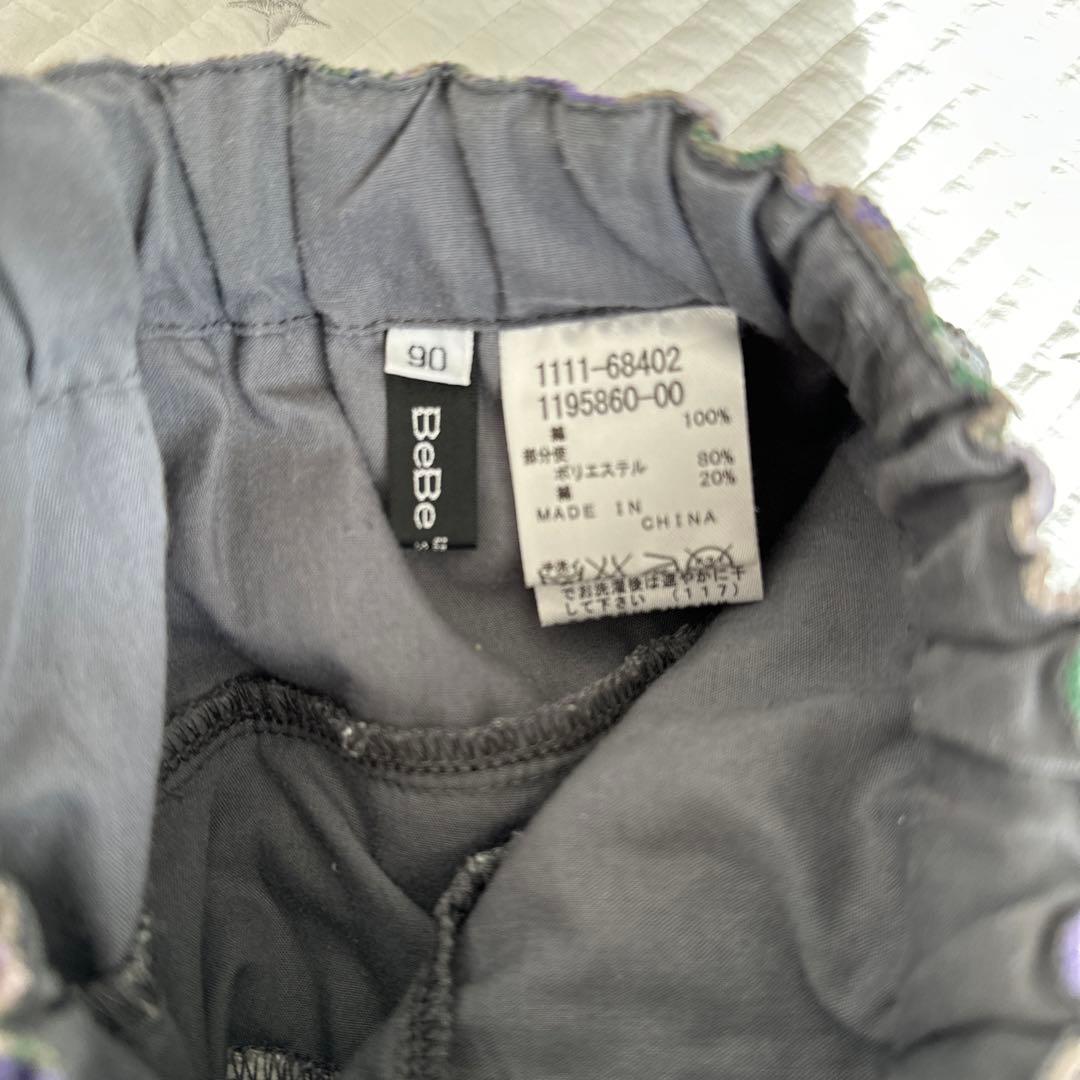 90
BeBe
1111-68402
1195860-00
綿 100%
部分使
ポリエステル 80%
綿 20%
MADE IN CHINA
でお洗濯後は速やかに干
して下さい (117)